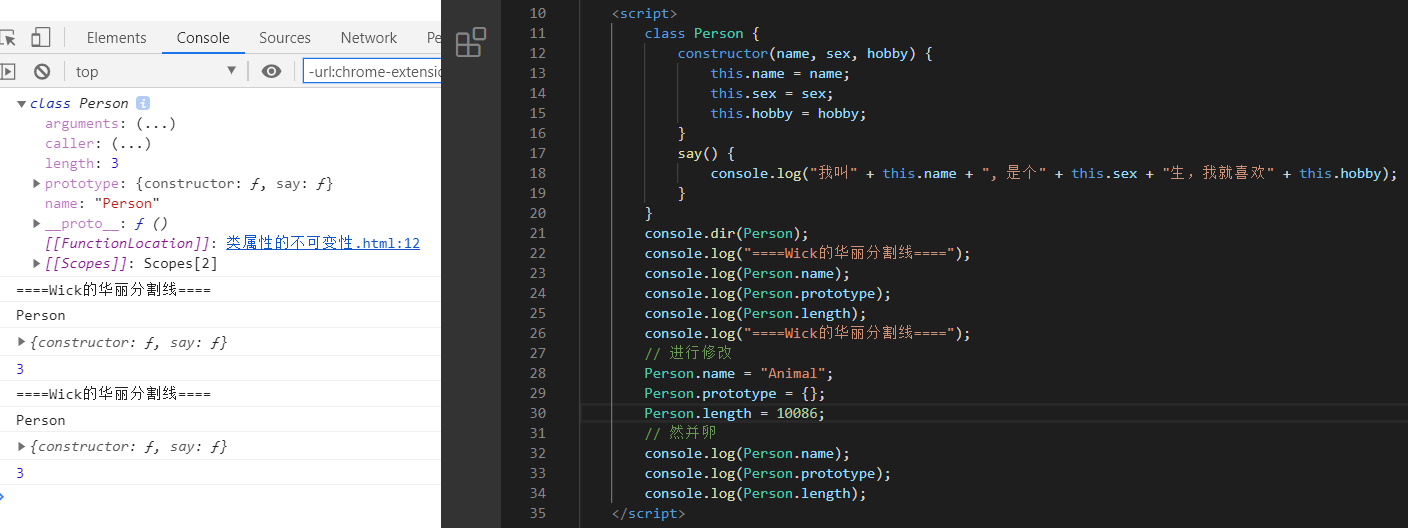 Elements Console Sources Network Pe
top -url:chrome-extensio
class Person i
arguments: (...)
caller: (...)
length: 3
prototype: {constructor: ƒ, say: ƒ}
name: "Person"
__proto__: ƒ ()
[[FunctionLocation]]: 类属性的不可变性.html:12
[[Scopes]]: Scopes[2]
====Wick的华丽分割线====
Person
{constructor: ƒ, say: ƒ}
3
====Wick的华丽分割线====
Person
{constructor: ƒ, say: ƒ}
3
10 <script>
11 class Person {
12 constructor(name, sex, hobby) {
13 this.name = name;
14 this.sex = sex;
15 this.hobby = hobby;
16 }
17 say() {
18 console.log("我叫" + this.name + ", 是个" + this.sex + "生，我就喜欢" + this.hobby);
19 }
20 }
21 console.dir(Person);
22 console.log("====Wick的华丽分割线====");
23 console.log(Person.name);
24 console.log(Person.prototype);
25 console.log(Person.length);
26 console.log("====Wick的华丽分割线====");
27 // 进行修改
28 Person.name = "Animal";
29 Person.prototype = {};
30 Person.length = 10086;
31 // 然并卵
32 console.log(Person.name);
33 console.log(Person.prototype);
34 console.log(Person.length);
35 </script>